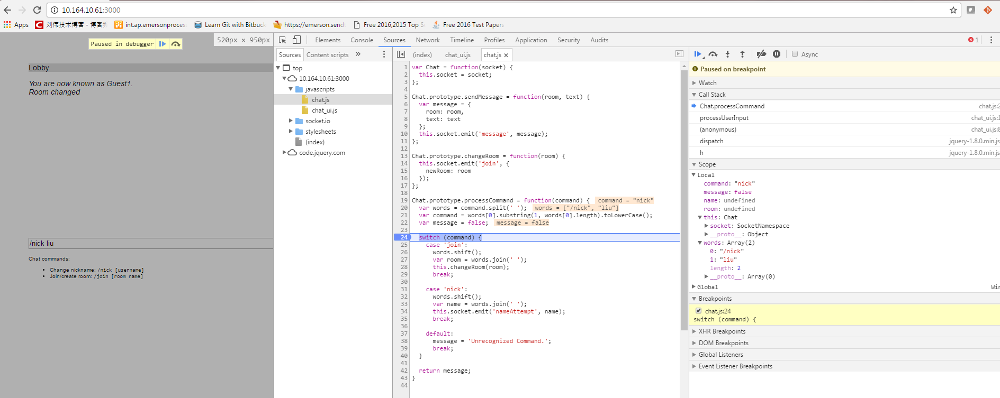 10.164.10.61:3000
Apps 刘伟技术博客 - 博客 int.ap.emersonproces Learn Git with Bitbuck https://emerson.send Free 2016,2015 Top S Free 2016 Test Papers
Paused in debugger
520px × 950px
Lobby
You are now known as Guest1.
Room changed
/nick liu
Chat commands:
Change nickname: /nick [username]
Join/create room: /join [room name]
Elements Console Sources Network Timeline Profiles Application Security Audits 1
Sources Content scripts »
top
10.164.10.61:3000
javascripts
chat.js
chat_ui.js
socket.io
stylesheets
(index)
code.jquery.com
(index) chat_ui.js chat.js ×
1 var Chat = function(socket) {
2 this.socket = socket;
3 };
4
5 Chat.prototype.sendMessage = function(room, text) {
6 var message = {
7 room: room,
8 text: text
9 };
10 this.socket.emit('message', message);
11 };
12
13 Chat.prototype.changeRoom = function(room) {
14 this.socket.emit('join', {
15 newRoom: room
16 });
17 };
18
19 Chat.prototype.processCommand = function(command) { command = "nick"
20 var words = command.split(' '); words = ["/nick", "liu"]
21 var command = words[0].substring(1, words[0].length).toLowerCase();
22 var message = false; message = false
23
24 switch (command) {
25 case 'join':
26 words.shift();
27 var room = words.join(' ');
28 this.changeRoom(room);
29 break;
30
31 case 'nick':
32 words.shift();
33 var name = words.join(' ');
34 this.socket.emit('nameAttempt', name);
35 break;
36
37 default:
38 message = 'Unrecognized Command.';
39 break;
40 }
41
42 return message;
43 }
44
Async
Paused on breakpoint
Watch
Call Stack
Chat.processCommand chat.js:2
processUserInput chat_ui.js:1
(anonymous) chat_ui.js:8
dispatch jquery-1.8.0.min.js
h jquery-1.8.0.min.js
Scope
Local
command: "nick"
message: false
name: undefined
room: undefined
this: Chat
socket: SocketNamespace
__proto__: Object
words: Array(2)
0: "/nick"
1: "liu"
length: 2
__proto__: Array(0)
Global Win
Breakpoints
chat.js:24
switch (command) {
XHR Breakpoints
DOM Breakpoints
Global Listeners
Event Listener Breakpoints